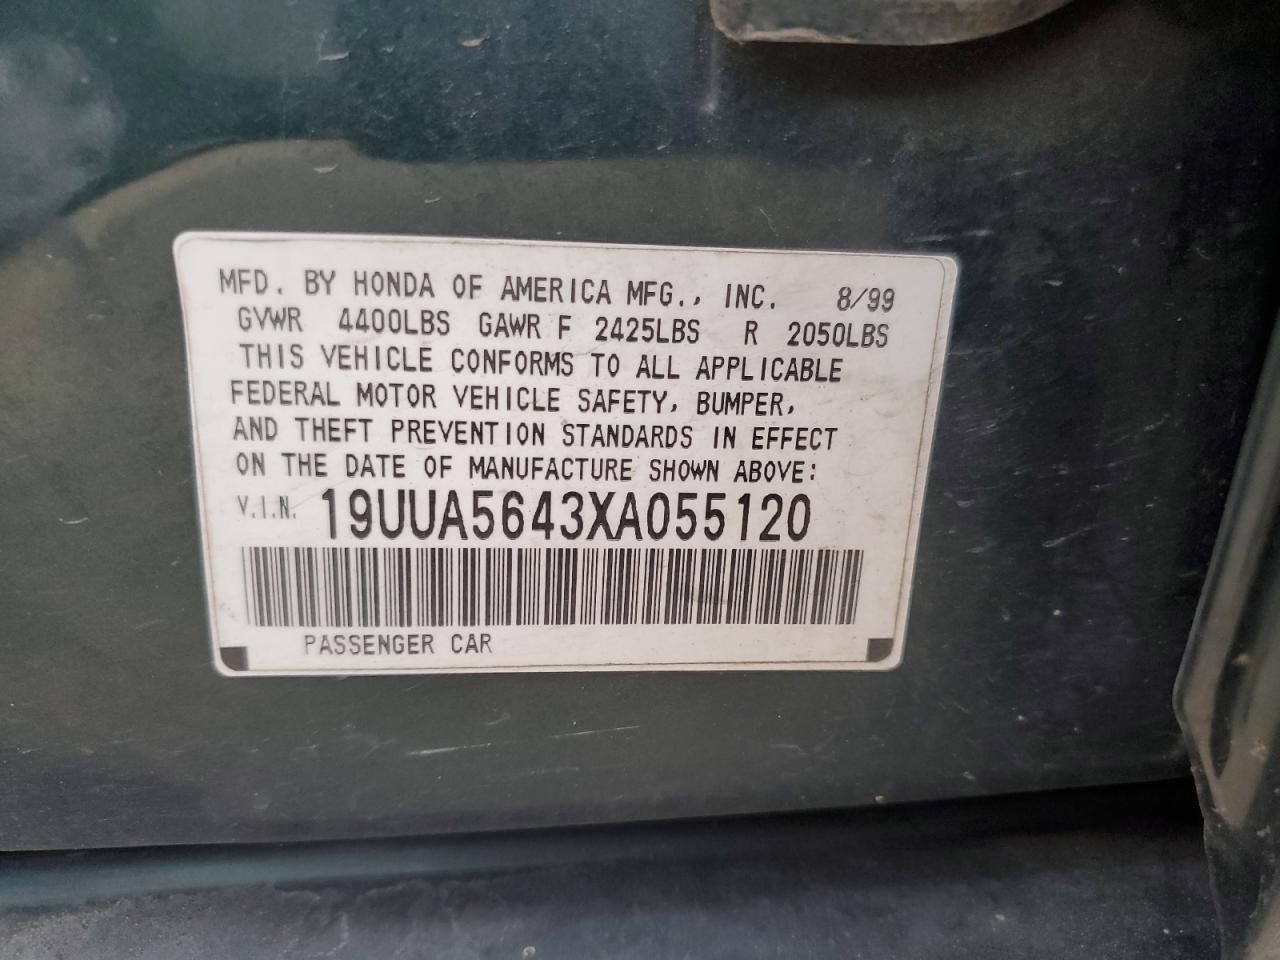 MFD. BY HONDA OF AMERICA MFG., INC. 8/99
GVWR 4400LBS GAWR F 2425LBS R 2050LBS
THIS VEHICLE CONFORMS TO ALL APPLICABLE
FEDERAL MOTOR VEHICLE SAFETY, BUMPER,
AND THEFT PREVENTION STANDARDS IN EFFECT
ON THE DATE OF MANUFACTURE SHOWN ABOVE:
V.I.N. 19UUA5643XA055120
PASSENGER CAR